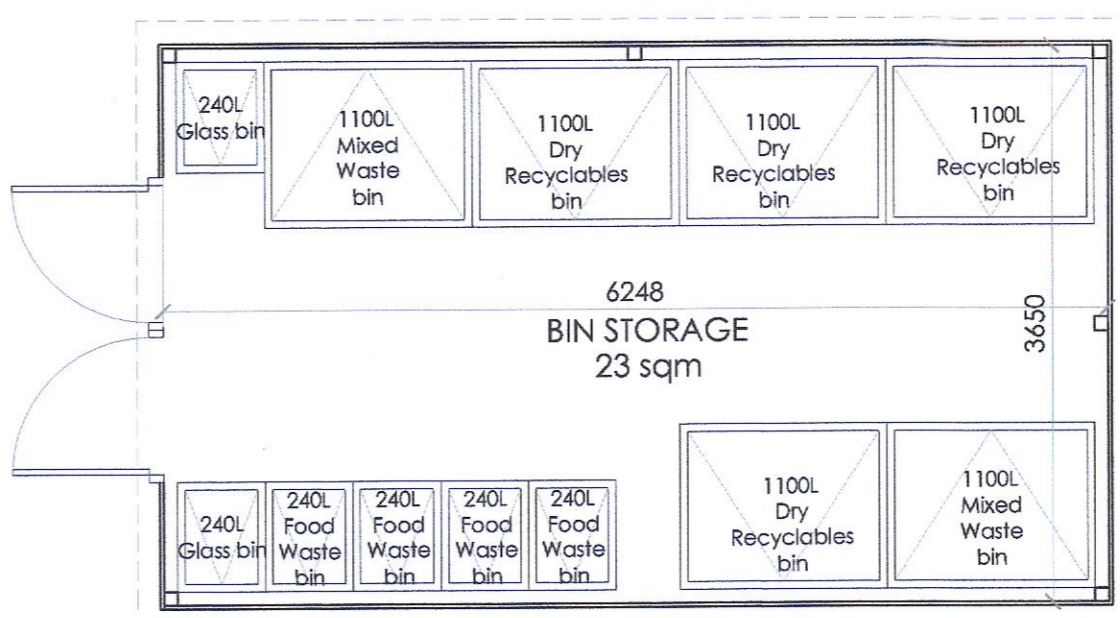 240L
Glass bin
1100L
Mixed
Waste
bin
1100L
Dry
Recyclables
bin
1100L
Dry
Recyclables
bin
1100L
Dry
Recyclables
bin
6248
3650
BIN STORAGE
23 sqm
240L
Glass bin
240L
Food
Waste
bin
240L
Food
Waste
bin
240L
Food
Waste
bin
240L
Food
Waste
bin
1100L
Dry
Recyclables
bin
1100L
Mixed
Waste
bin